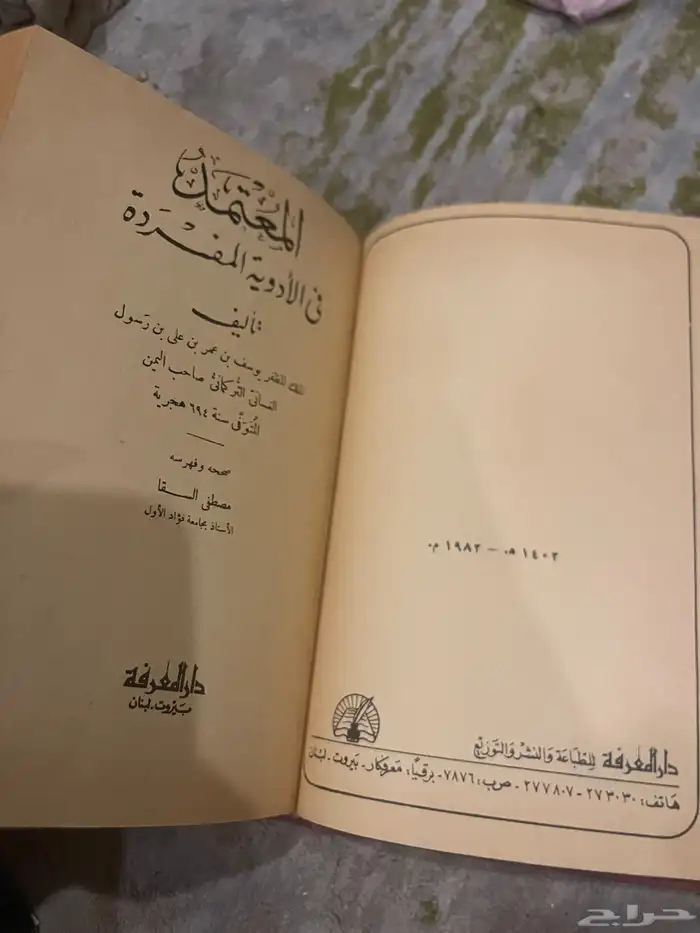 المعتمد
في الأدوية المفردة
تأليف
الملك المظفر يوسف بن عمر بن علي بن رسول
الغساني التركماني صاحب اليمن
المتوفى سنة ٦٩٤ هجرية
صححه وفهرسه
مصطفى السقا
الأستاذ بجامعة فؤاد الأول
دار المعرفة
بيروت - لبنان
١٤٠٢ هـ - ١٩٨٢ م.
دار المعرفة للطباعة والنشر والتوزيع
هاتف: ٢٧٣٠٣٠ - ٢٧٧٨٠٧ - ص.ب: ٧٨٧٦ - برقياً: معرفكار - بيروت - لبنان
حراج